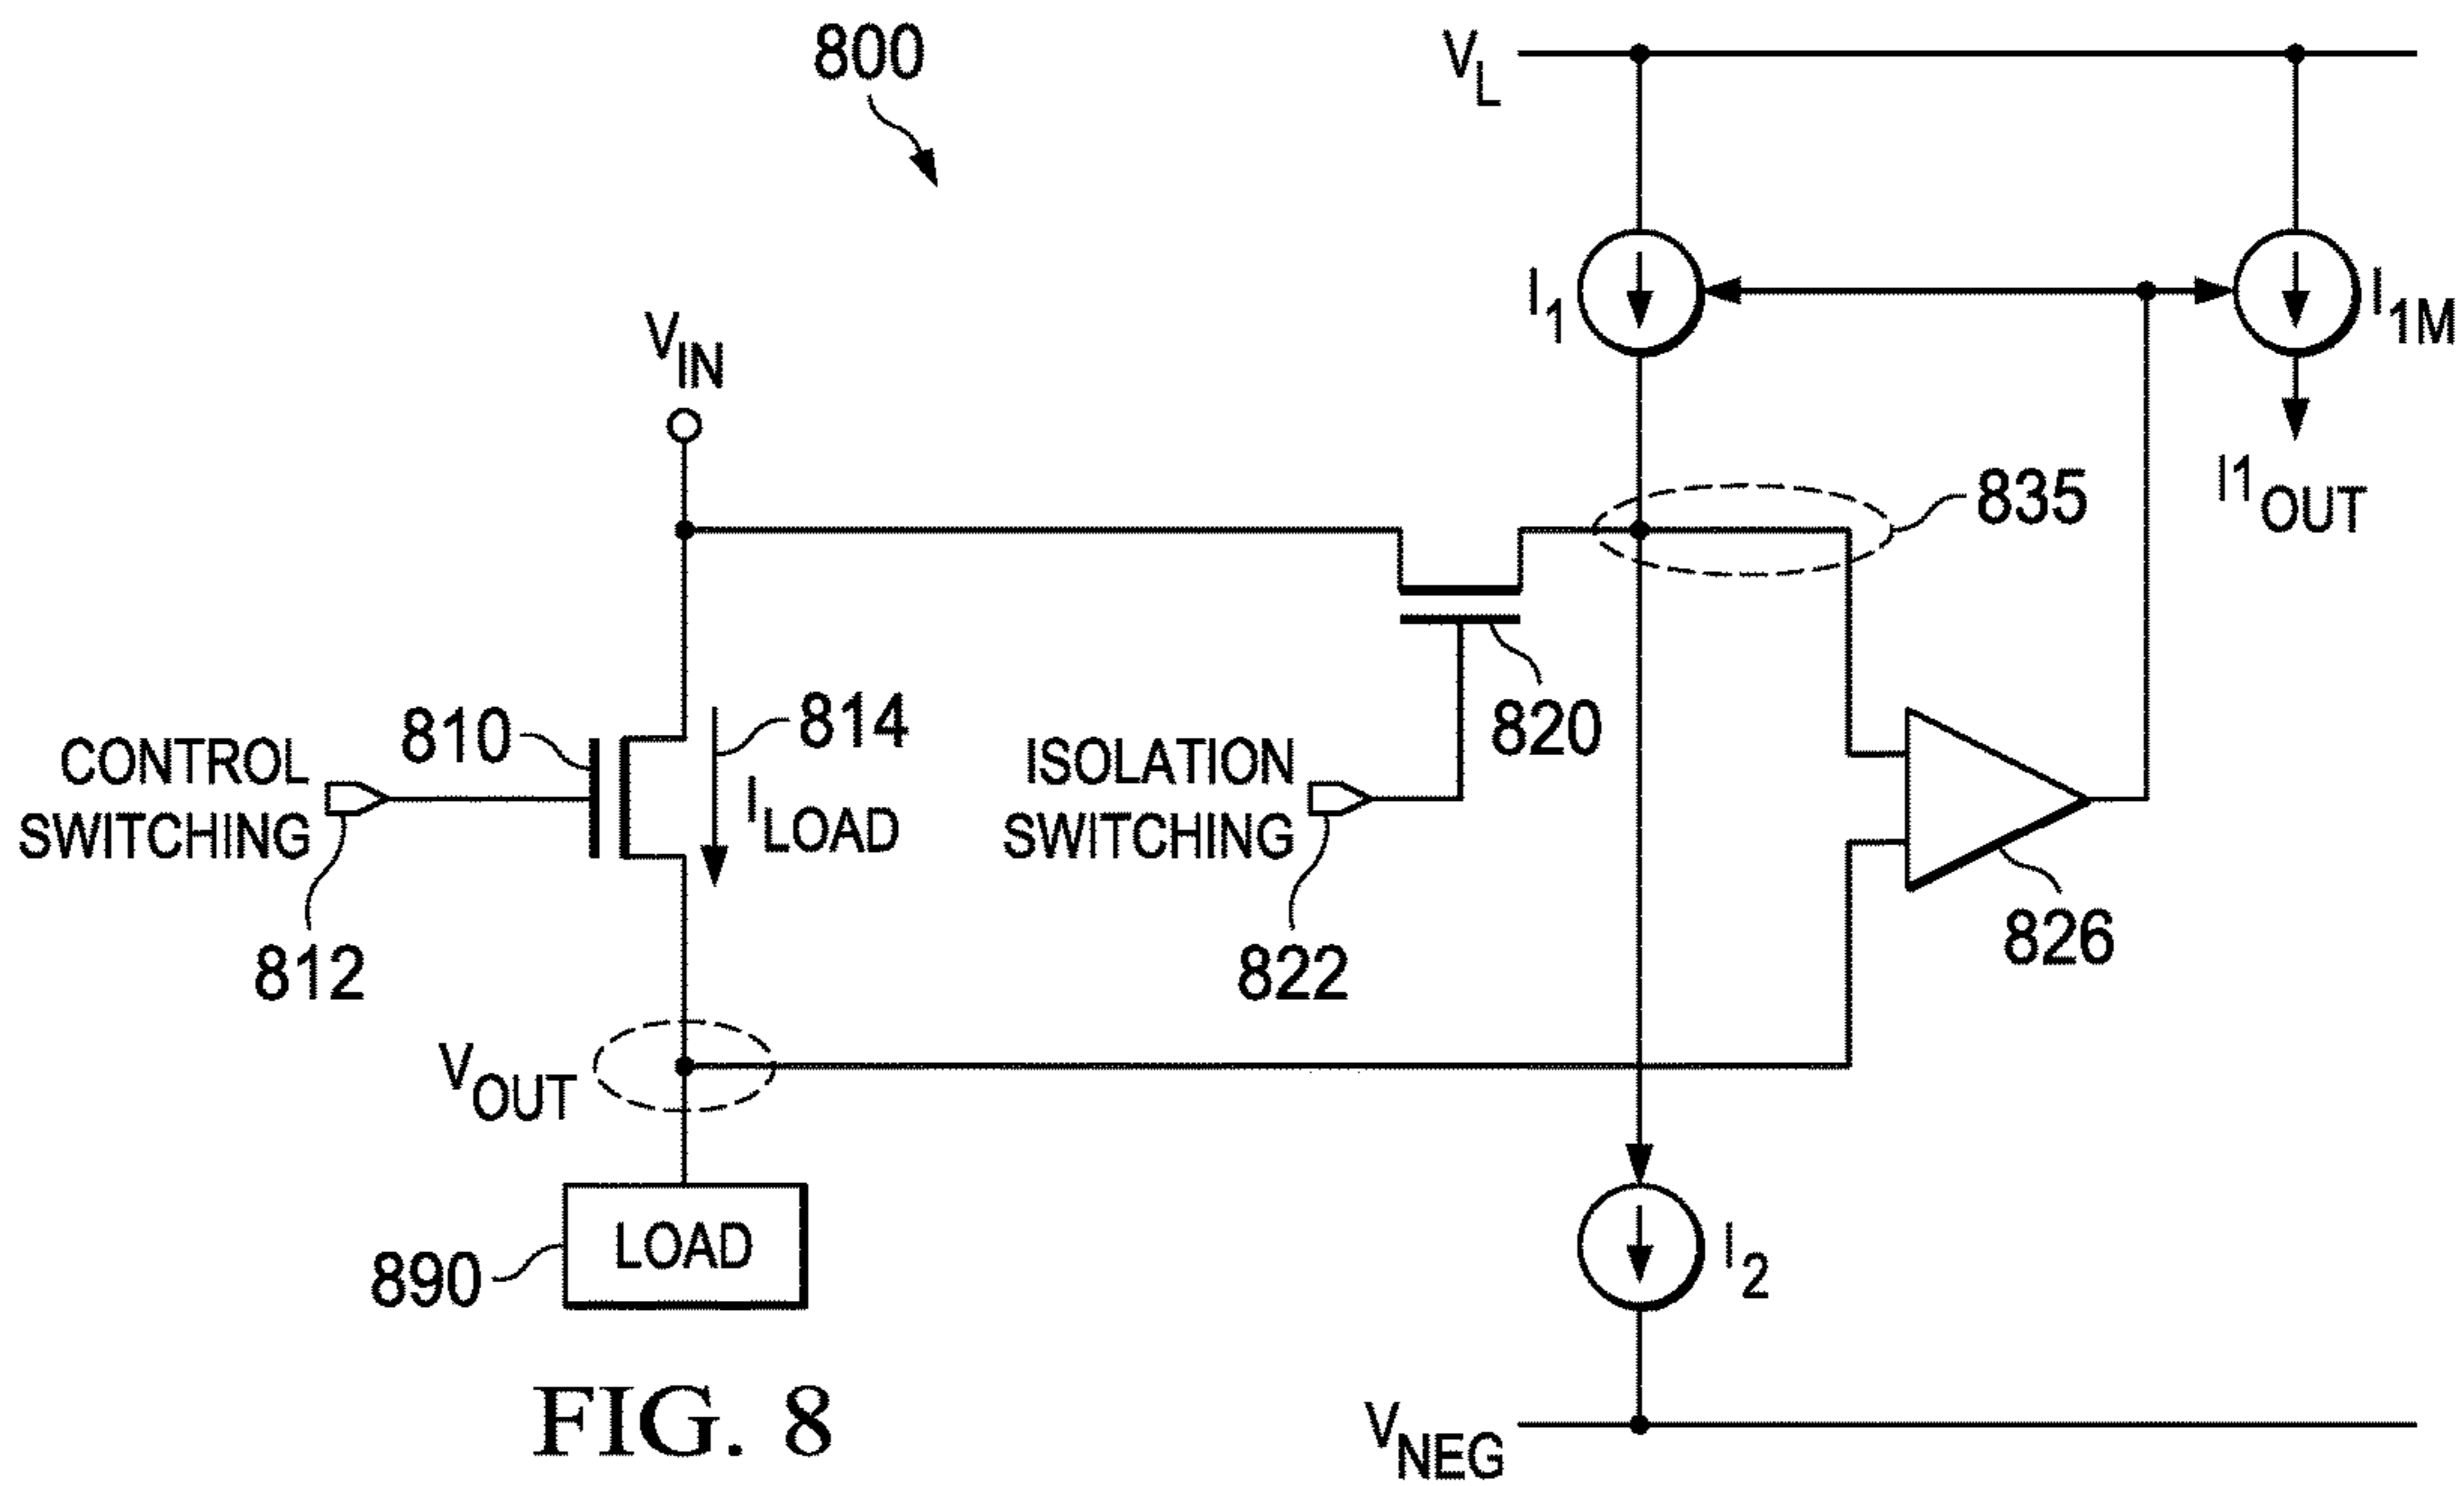 800
V_L
I_1
I_1M
V_IN
835
I1_OUT
810
814
CONTROL
SWITCHING
I_LOAD
ISOLATION
SWITCHING
820
812
822
826
V_OUT
LOAD
890
I_2
FIG. 8
V_NEG